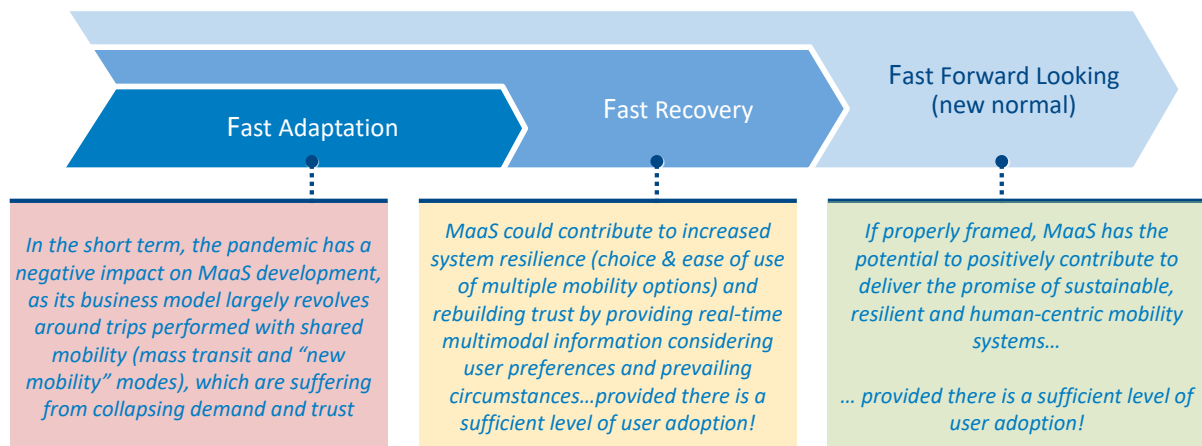 Fast Adaptation
Fast Recovery
Fast Forward Looking
(new normal)
In the short term, the pandemic has a
negative impact on MaaS development,
as its business model largely revolves
around trips performed with shared
mobility (mass transit and “new
mobility” modes), which are suffering
from collapsing demand and trust
MaaS could contribute to increased
system resilience (choice & ease of use
of multiple mobility options) and
rebuilding trust by providing real-time
multimodal information considering
user preferences and prevailing
circumstances…provided there is a
sufficient level of user adoption!
If properly framed, MaaS has the
potential to positively contribute to
deliver the promise of sustainable,
resilient and human-centric mobility
systems…
… provided there is a sufficient level of
user adoption!